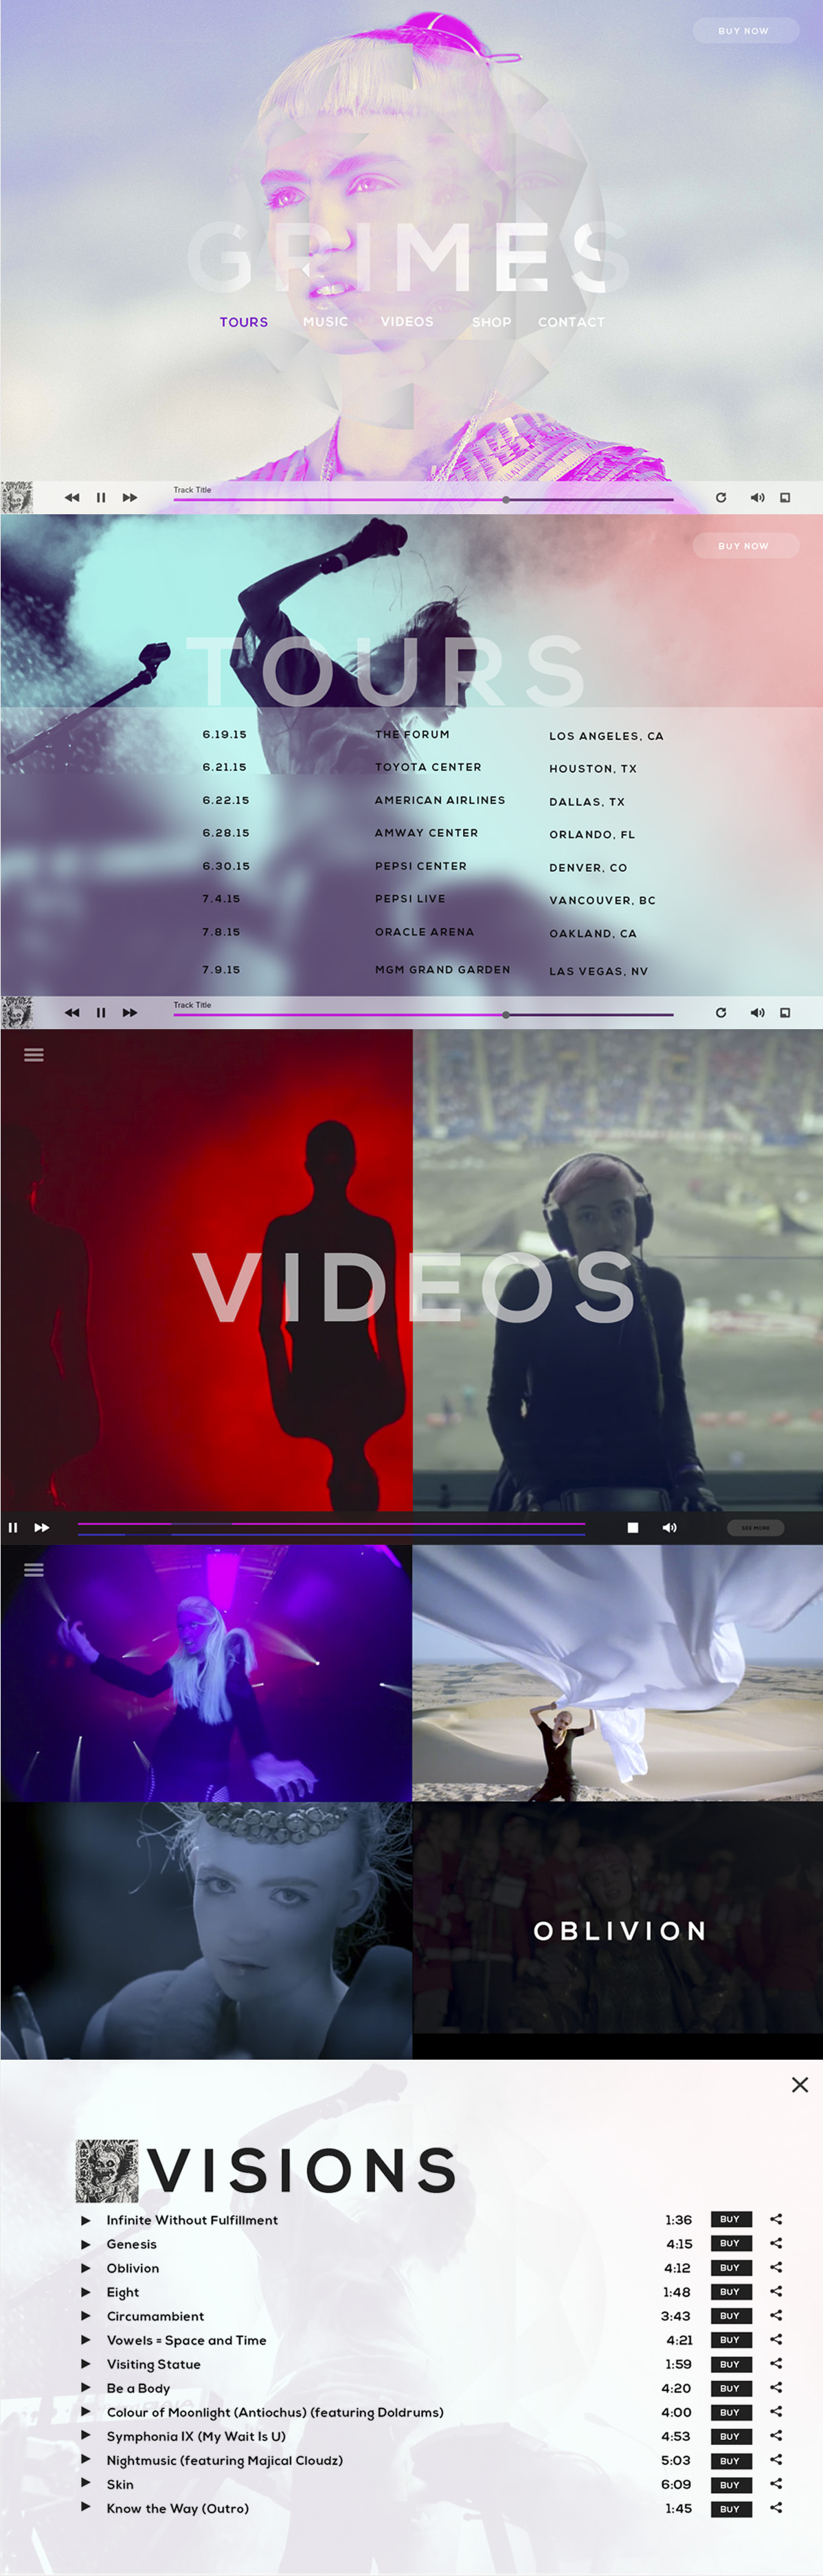 BUY NOW
GRIMES
TOURS MUSIC VIDEOS SHOP CONTACT
Track Title
BUY NOW
TOURS
6.19.15 THE FORUM LOS ANGELES, CA
6.21.15 TOYOTA CENTER HOUSTON, TX
6.22.15 AMERICAN AIRLINES DALLAS, TX
6.28.15 AMWAY CENTER ORLANDO, FL
6.30.15 PEPSI CENTER DENVER, CO
7.4.15 PEPSI LIVE VANCOUVER, BC
7.8.15 ORACLE ARENA OAKLAND, CA
7.9.15 MGM GRAND GARDEN LAS VEGAS, NV
Track Title
VIDEOS
SEE MORE
OBLIVION
VISIONS
Infinite Without Fulfillment 1:36 BUY
Genesis 4:15 BUY
Oblivion 4:12 BUY
Eight 1:48 BUY
Circumambient 3:43 BUY
Vowels = Space and Time 4:21 BUY
Visiting Statue 1:59 BUY
Be a Body 4:20 BUY
Colour of Moonlight (Antiochus) (featuring Doldrums) 4:00 BUY
Symphonia IX (My Wait Is U) 4:53 BUY
Nightmusic (featuring Majical Cloudz) 5:03 BUY
Skin 6:09 BUY
Know the Way (Outro) 1:45 BUY